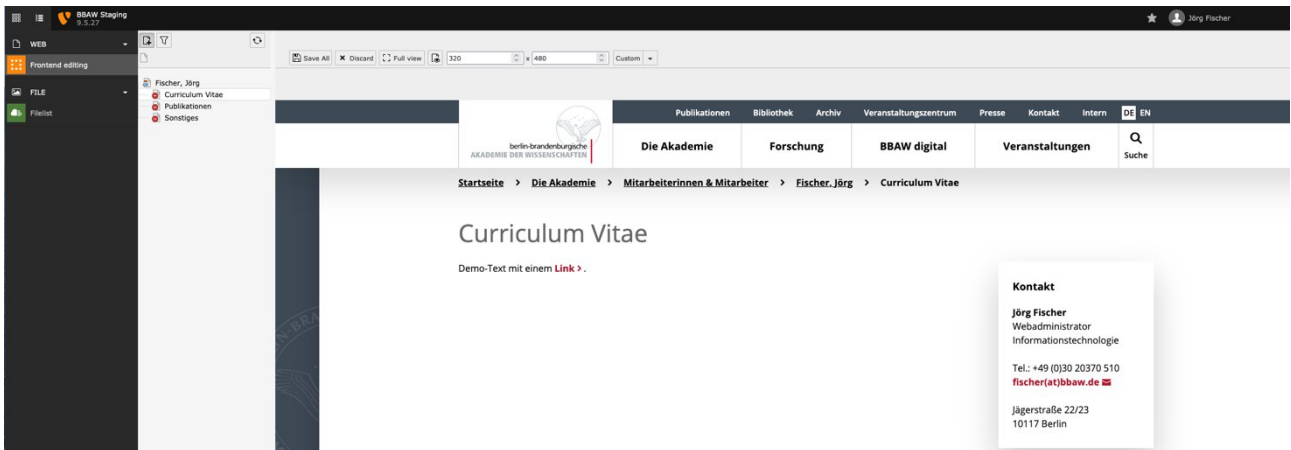 BBAW Staging
9.5.27
Jörg Fischer
WEB
Frontend editing
FILE
Filelist
Fischer, Jörg
Curriculum Vitae
Publikationen
Sonstiges
Save All Discard Full view 320 x 480 Custom
Publikationen Bibliothek Archiv Veranstaltungszentrum Presse Kontakt Intern DE EN
berlin-brandenburgische
AKADEMIE DER WISSENSCHAFTEN
Die Akademie Forschung BBAW digital Veranstaltungen Suche
Startseite > Die Akademie > Mitarbeiterinnen & Mitarbeiter > Fischer, Jörg > Curriculum Vitae
Curriculum Vitae
Demo-Text mit einem Link > .
Kontakt
Jörg Fischer
Webadministrator
Informationstechnologie
Tel.: +49 (0)30 20370 510
fischer(at)bbaw.de
Jägerstraße 22/23
10117 Berlin